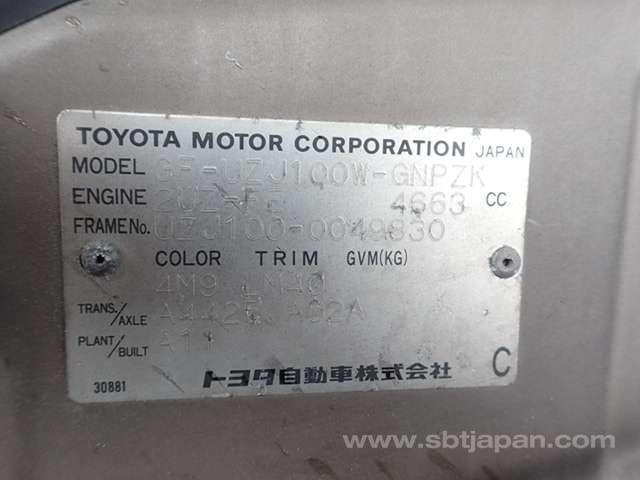 TOYOTA MOTOR CORPORATION JAPAN
MODEL GF-UZJ100W-GNPZK
ENGINE 2UZ-FE 4663 CC
FRAME No. UZJ100-0049830
COLOR TRIM GVM(KG)
4M9 LM40
TRANS./AXLE A442F A02A
PLANT/BUILT A11
30881 トヨタ自動車株式会社 C
www.sbtjapan.com